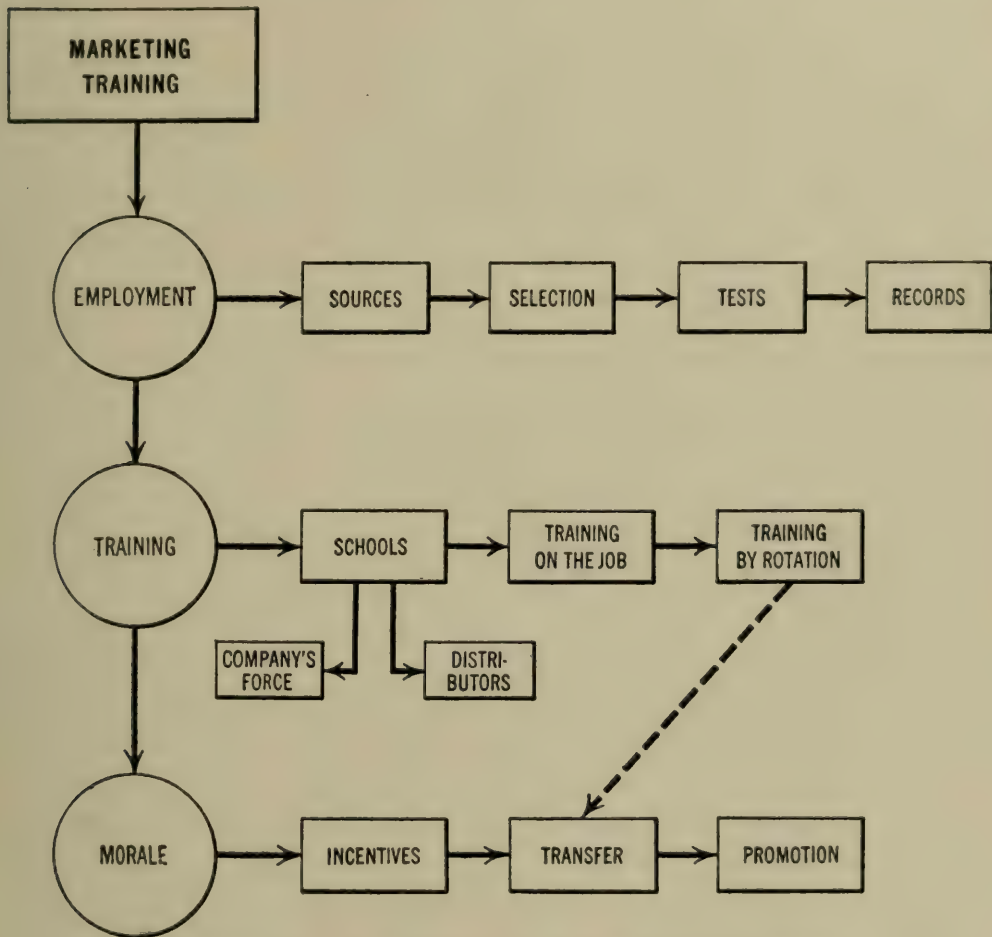 MARKETING
TRAINING
EMPLOYMENT
SOURCES
SELECTION
TESTS
RECORDS
TRAINING
SCHOOLS
TRAINING
ON THE JOB
TRAINING
BY ROTATION
COMPANY'S
FORCE
DISTRI-
BUTORS
MORALE
INCENTIVES
TRANSFER
PROMOTION